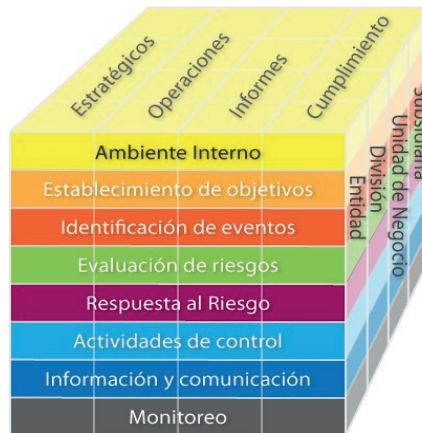 Estratégicos
Operaciones
Informes
Cumplimiento
Ambiente Interno
Establecimiento de objetivos
Identificación de eventos
Evaluación de riesgos
Respuesta al Riesgo
Actividades de control
Información y comunicación
Monitoreo
Entidad
División
Unidad de Negocio
Subsidiaria